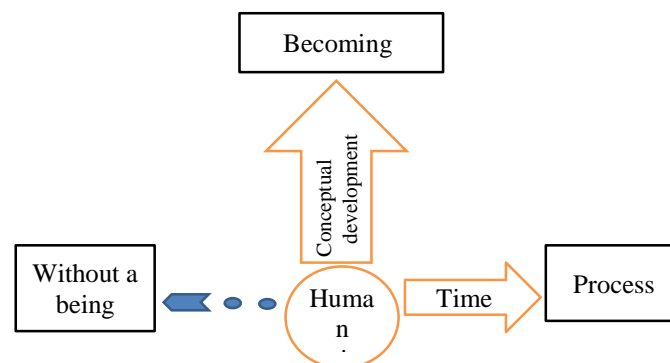 Becoming
Conceptual
development
Without a
being
Huma
n
Time
Process